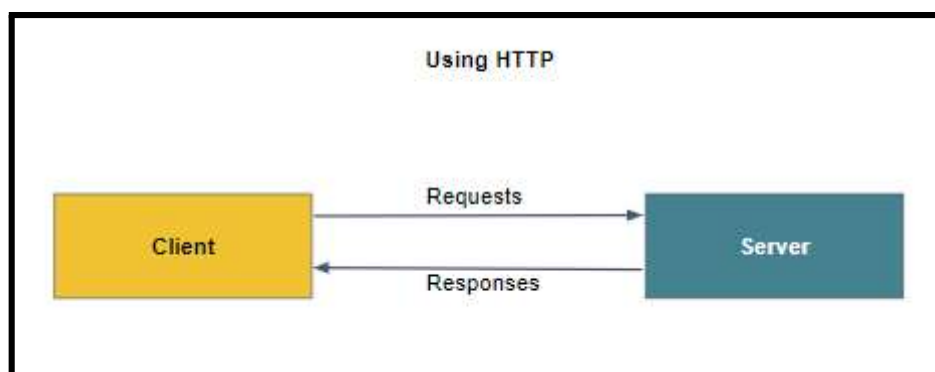 Using HTTP
Requests
Client
Server
Responses